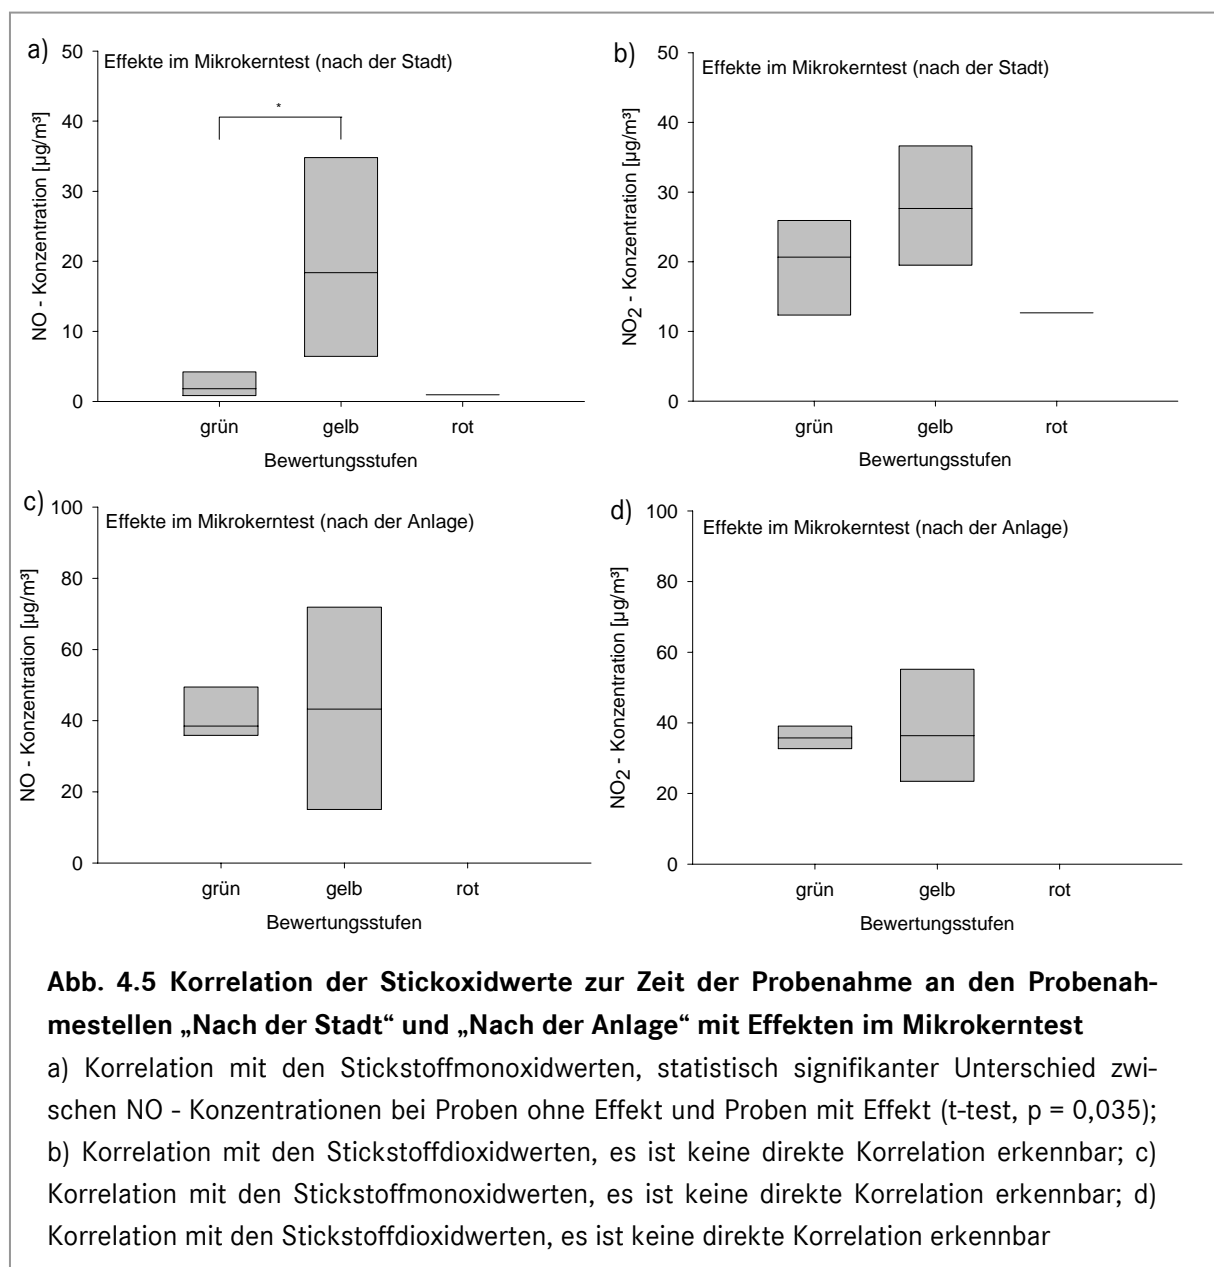 a)
Effekte im Mikrokerntest (nach der Stadt)
*
NO - Konzentration [µg/m³]
50
40
30
20
10
0
grün gelb rot
Bewertungsstufen
b)
Effekte im Mikrokerntest (nach der Stadt)
NO2 - Konzentration [µg/m³]
50
40
30
20
10
0
grün gelb rot
Bewertungsstufen
c)
Effekte im Mikrokerntest (nach der Anlage)
NO - Konzentration [µg/m³]
100
80
60
40
20
0
grün gelb rot
Bewertungsstufen
d)
Effekte im Mikrokerntest (nach der Anlage)
NO2 - Konzentration [µg/m³]
100
80
60
40
20
0
grün gelb rot
Bewertungsstufen
Abb. 4.5 Korrelation der Stickoxidwerte zur Zeit der Probenahme an den Probenah-
mestellen „Nach der Stadt“ und „Nach der Anlage“ mit Effekten im Mikrokerntest
a) Korrelation mit den Stickstoffmonoxidwerten, statistisch signifikanter Unterschied zwi-
schen NO - Konzentrationen bei Proben ohne Effekt und Proben mit Effekt (t-test, p = 0,035);
b) Korrelation mit den Stickstoffdioxidwerten, es ist keine direkte Korrelation erkennbar; c)
Korrelation mit den Stickstoffmonoxidwerten, es ist keine direkte Korrelation erkennbar; d)
Korrelation mit den Stickstoffdioxidwerten, es ist keine direkte Korrelation erkennbar